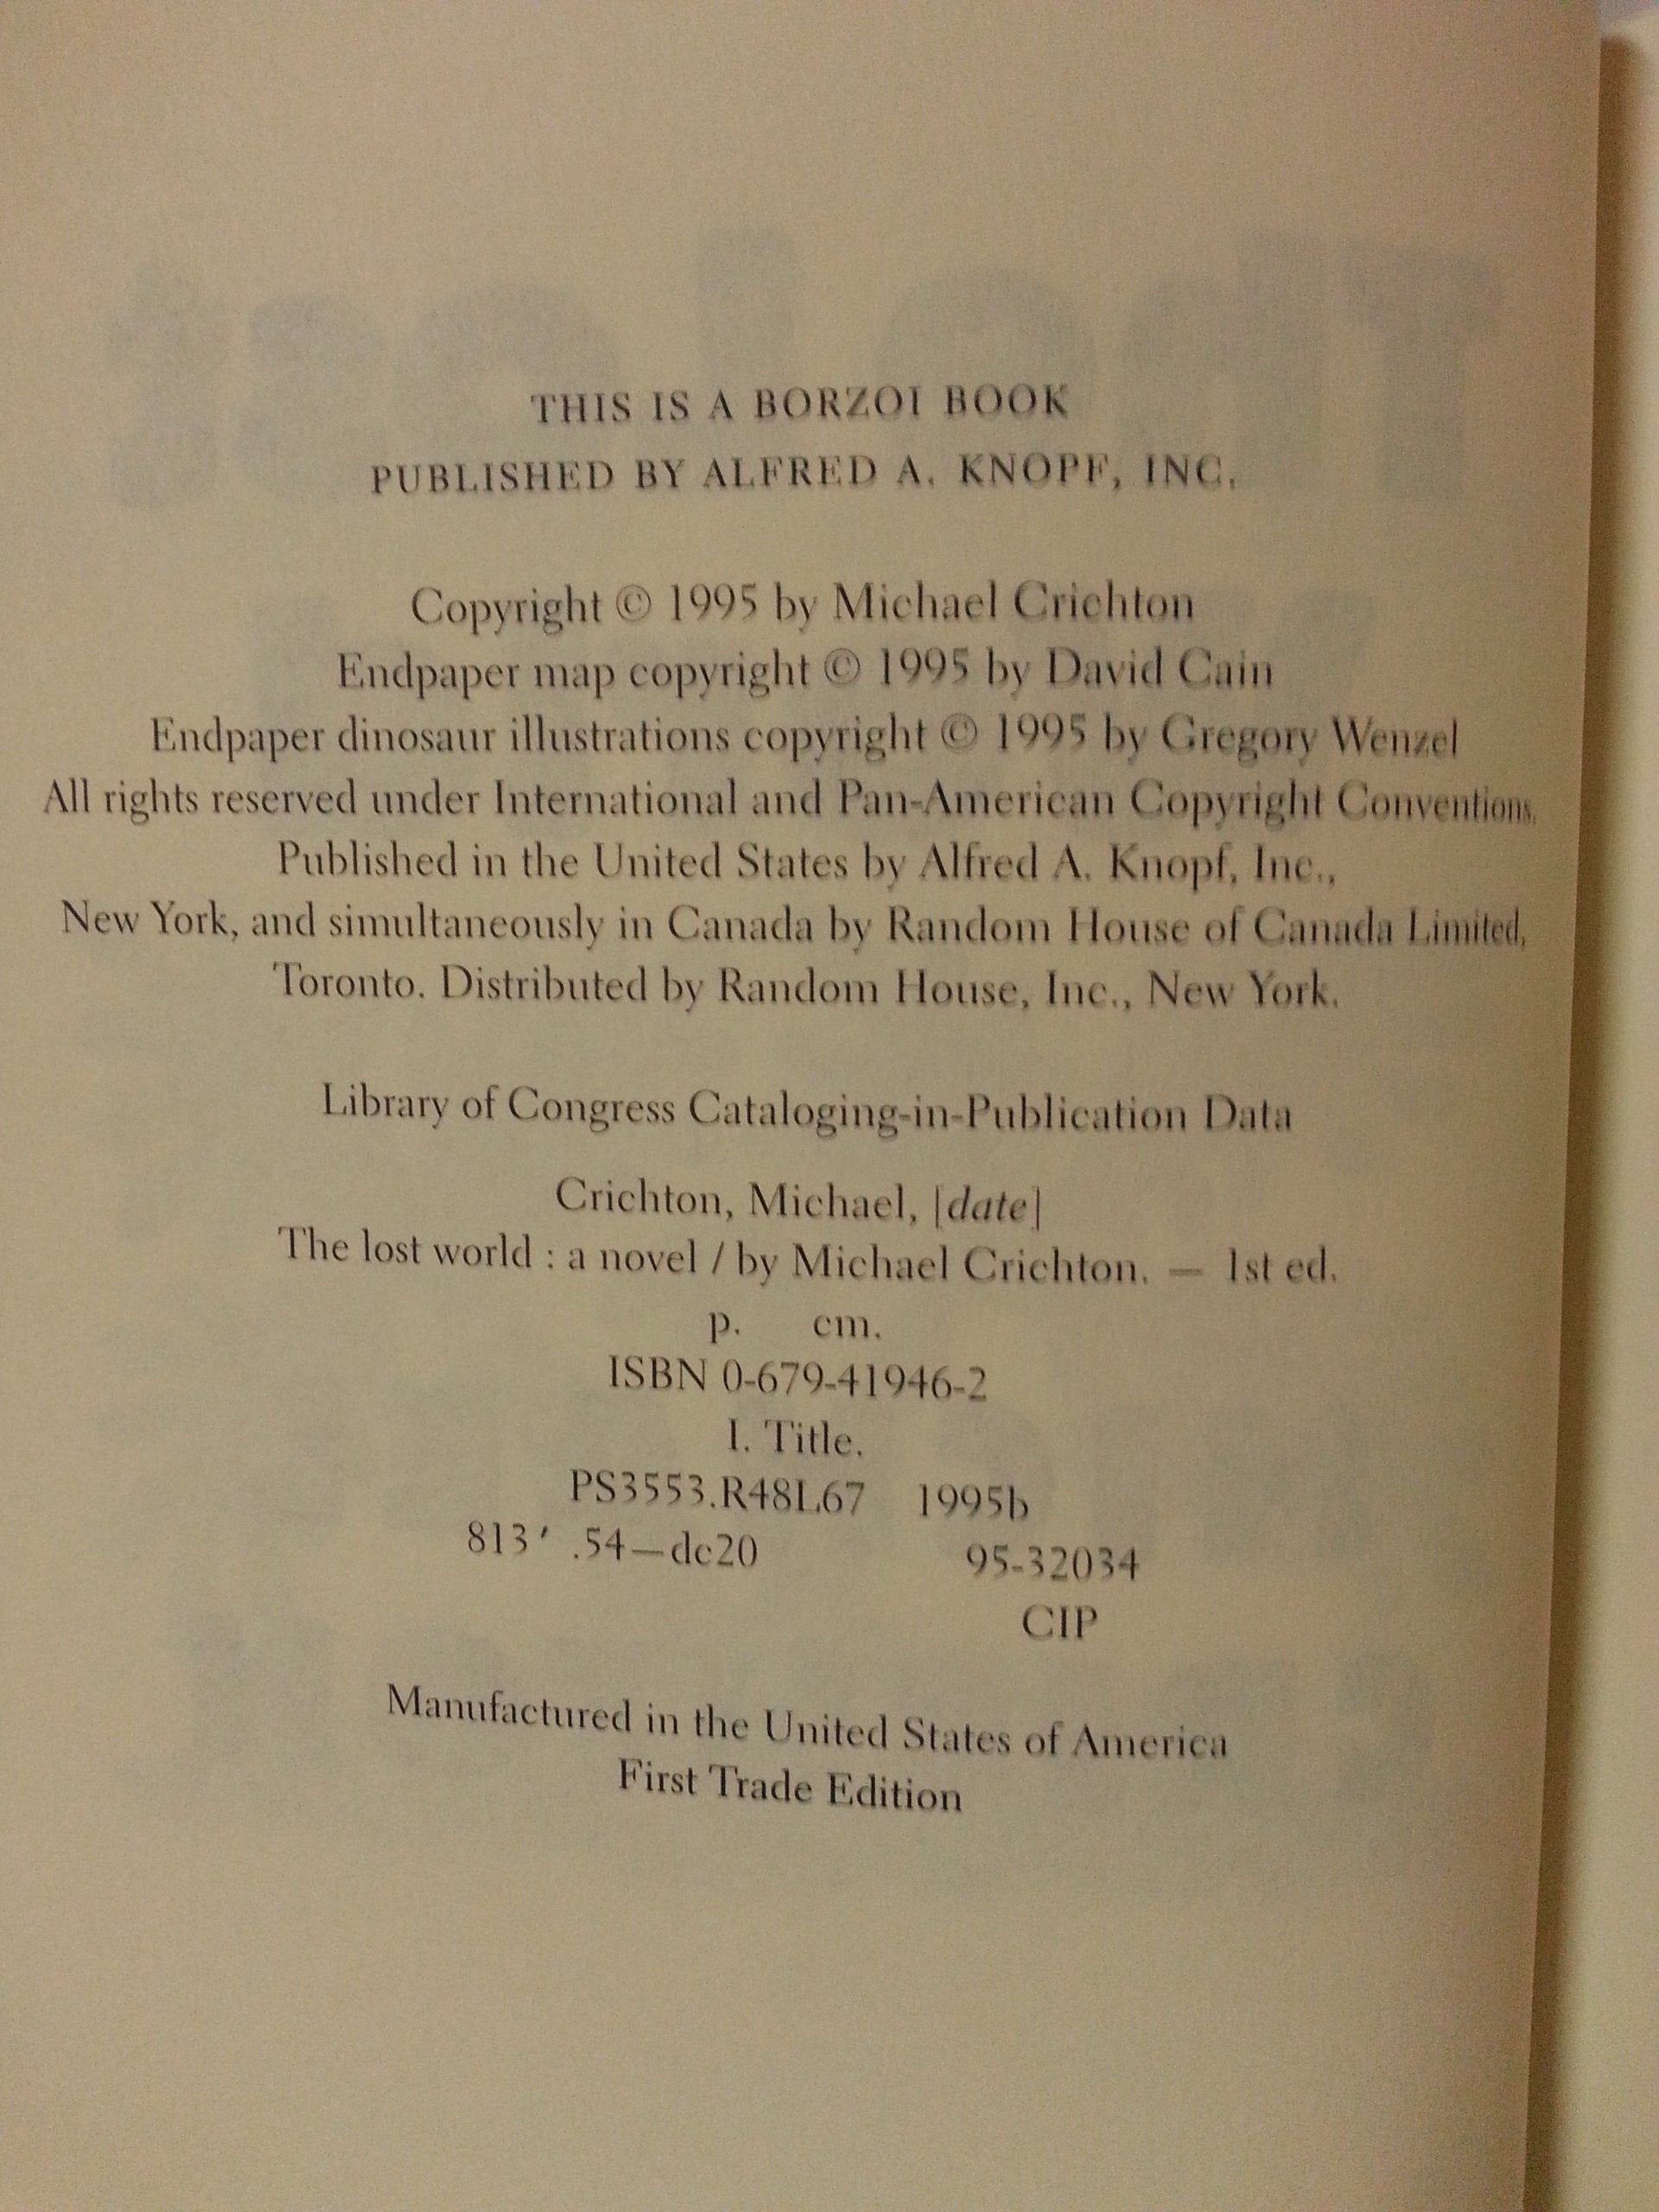 THIS IS A BORZOI BOOK
PUBLISHED BY ALFRED A. KNOPF, INC.
Copyright © 1995 by Michael Crichton
Endpaper map copyright © 1995 by David Cain
Endpaper dinosaur illustrations copyright © 1995 by Gregory Wenzel
All rights reserved under International and Pan-American Copyright Conventions.
Published in the United States by Alfred A. Knopf, Inc.,
New York, and simultaneously in Canada by Random House of Canada Limited,
Toronto. Distributed by Random House, Inc., New York.
Library of Congress Cataloging-in-Publication Data
Crichton, Michael, [date]
The lost world : a novel / by Michael Crichton. — 1st ed.
p. cm.
ISBN 0-679-41946-2
I. Title.
PS3553.R48L67 1995b
813′ .54—dc20 95-32034
CIP
Manufactured in the United States of America
First Trade Edition